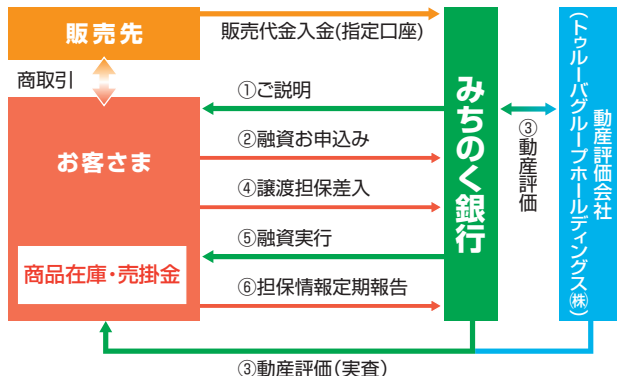 販売先
販売代金入金(指定口座)
商取引
①ご説明
お客さま
②融資お申込み
④譲渡担保差入
⑤融資実行
商品在庫・売掛金
⑥担保情報定期報告
みちのく銀行
③動産評価
動産評価会社
(トゥルーバグループホールディングス㈱)
③動産評価(実査)